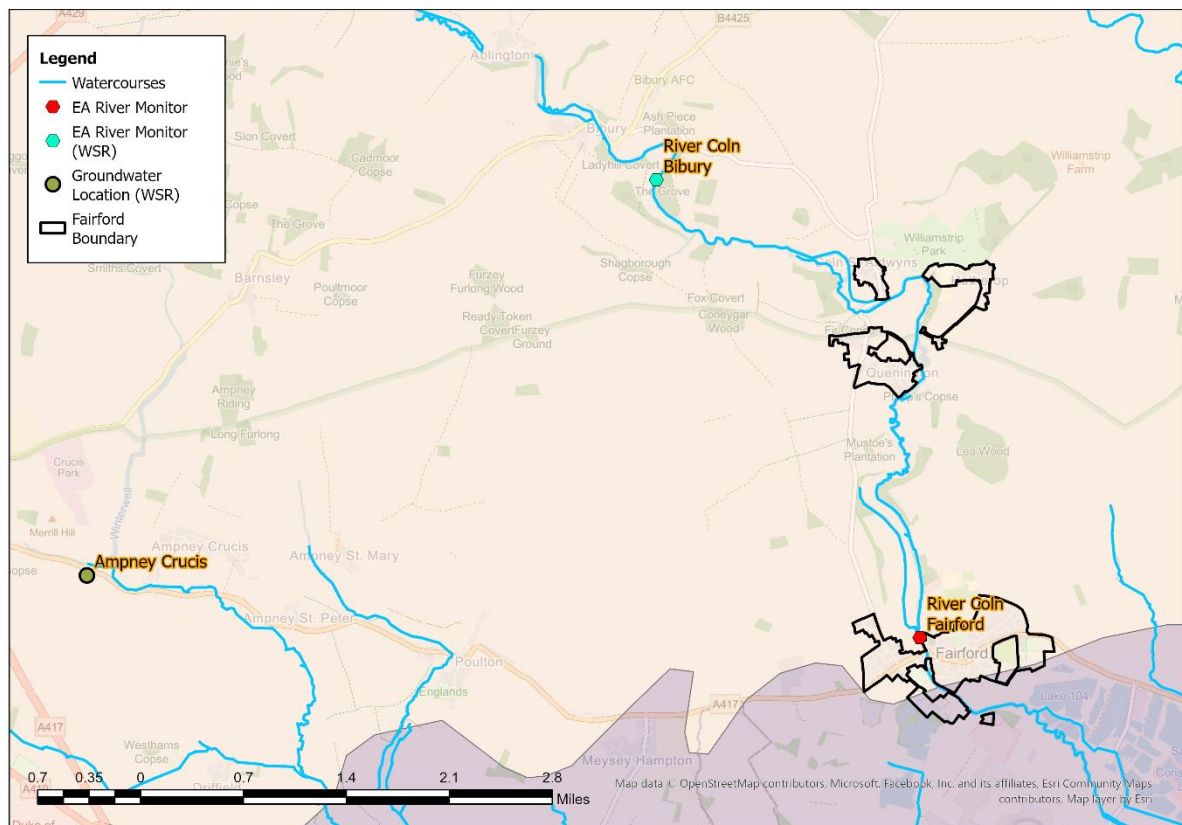 A429
B4425
Ablington
Legend
Watercourses
EA River Monitor
EA River Monitor
(WSR)
Groundwater
Location (WSR)
Fairford
Boundary
Bibury AFC
Ash Piece
Plantation
Slon Covert
Cadmoor
Copse
Bibury
River Coln
Bibury
Ladyhill Covert
The Grove
Williamstrip
Farm
The Grove
Williamstrip
Park
Smiths Covert
Barnsley
Poultmoor
Copse
Shagborough
Copse
Furzey
Furlong Wood
Fox Covert
Coneygar
Wood
Ready Token
Covert
Furzey
Ground
Quenington
Ampney
Riding
Long Furlong
Mustoe's
Plantation
Lea Wood
Crucis
Park
Winterwell
Merrill Hill
Ampney Crucis
Copse
Ampney Crucis
Ampney St. Mary
Ampney St. Peter
River Coln
Fairford
Fairford
Poulton
Englands
Lake 104
A417
A417
Westhams
Copse
Meysey Hampton
Driffield
0.7 0.35 0 0.7 1.4 2.1 2.8
Miles
Map data © OpenStreetMap contributors, Microsoft, Facebook, Inc. and its affiliates, Esri Community Maps
contributors, Map layer by Esri
A419
Duke of